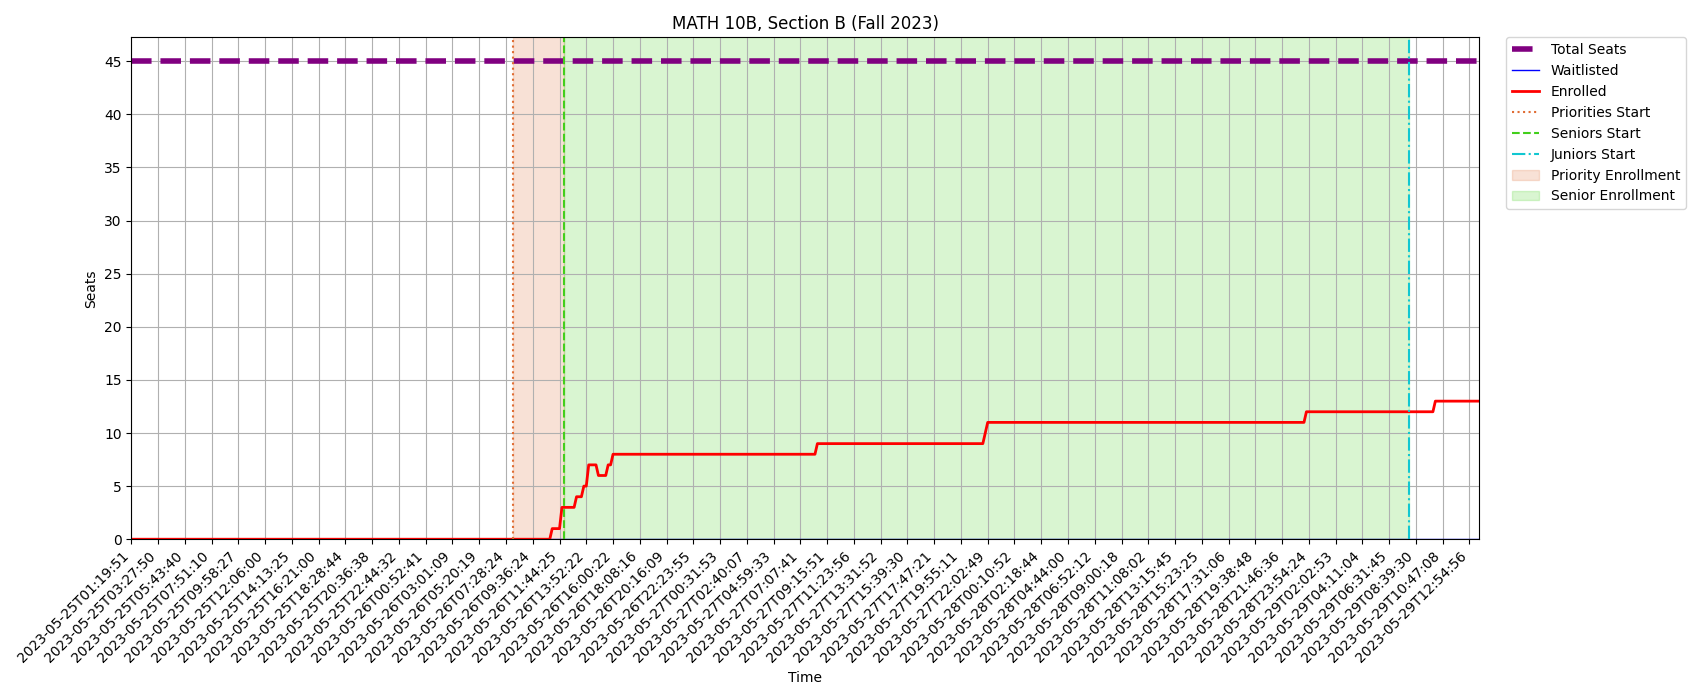 MATH 10B, Section B (Fall 2023)
Total Seats
Waitlisted
Enrolled
Priorities Start
Seniors Start
Juniors Start
Priority Enrollment
Senior Enrollment
Seats
45
40
35
30
25
20
15
10
5
0
2023-05-25T01:19:51
2023-05-25T03:27:50
2023-05-25T05:43:40
2023-05-25T07:51:10
2023-05-25T09:58:27
2023-05-25T12:06:00
2023-05-25T14:13:25
2023-05-25T16:21:00
2023-05-25T18:28:44
2023-05-25T20:36:38
2023-05-25T22:44:32
2023-05-26T00:52:41
2023-05-26T03:01:09
2023-05-26T05:20:19
2023-05-26T07:28:24
2023-05-26T09:36:24
2023-05-26T11:44:25
2023-05-26T13:52:22
2023-05-26T16:00:22
2023-05-26T18:08:16
2023-05-26T20:16:09
2023-05-26T22:23:55
2023-05-27T00:31:53
2023-05-27T02:40:07
2023-05-27T04:59:33
2023-05-27T07:07:41
2023-05-27T09:15:51
2023-05-27T11:23:56
2023-05-27T13:31:52
2023-05-27T15:39:30
2023-05-27T17:47:21
2023-05-27T19:55:11
2023-05-27T22:02:49
2023-05-28T00:10:52
2023-05-28T02:18:44
2023-05-28T04:44:00
2023-05-28T06:52:12
2023-05-28T09:00:18
2023-05-28T11:08:02
2023-05-28T13:15:45
2023-05-28T15:23:25
2023-05-28T17:31:06
2023-05-28T19:38:48
2023-05-28T21:46:36
2023-05-28T23:54:24
2023-05-29T02:02:53
2023-05-29T04:11:04
2023-05-29T06:31:45
2023-05-29T08:39:30
2023-05-29T10:47:08
2023-05-29T12:54:56
Time